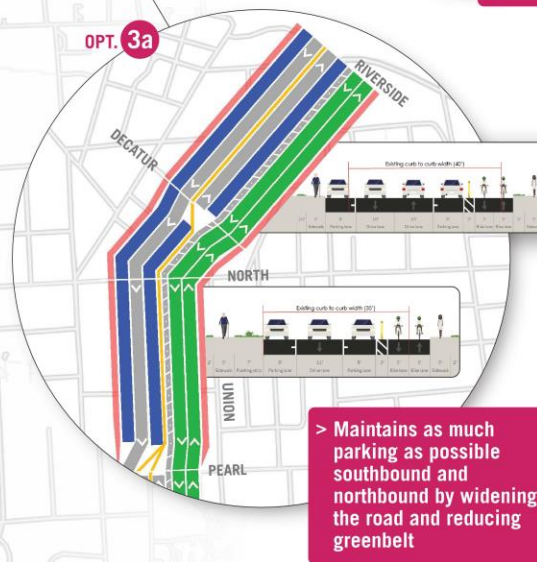 OPT. 3a
RIVERSIDE
DECATUR
Existing curb to curb width (40')
NORTH
Existing curb to curb width (35')
UNION
PEARL
> Maintains as much
parking as possible
southbound and
northbound by widening
the road and reducing
greenbelt